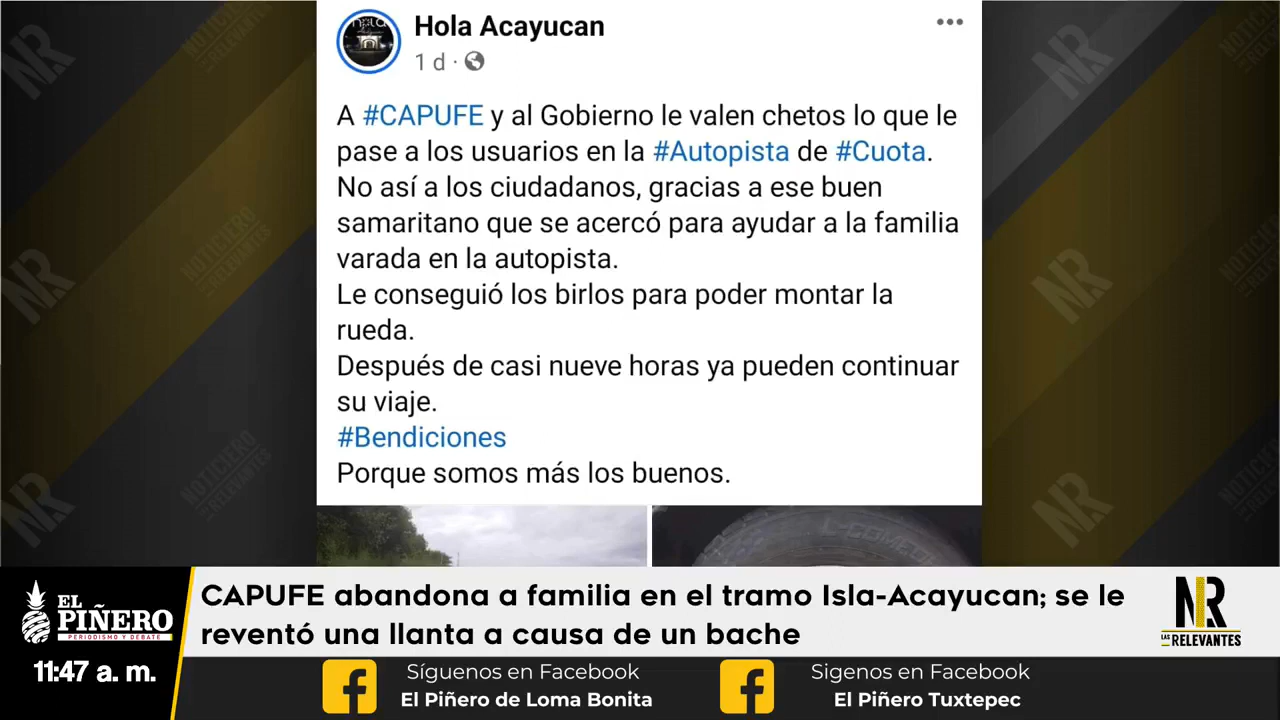 Hola Acayucan
1 d ·
A #CAPUFE y al Gobierno le valen chetos lo que le
pase a los usuarios en la #Autopista de #Cuota.
No así a los ciudadanos, gracias a ese buen
samaritano que se acercó para ayudar a la familia
varada en la autopista.
Le conseguió los birlos para poder montar la
rueda.
Después de casi nueve horas ya pueden continuar
su viaje.
#Bendiciones
Porque somos más los buenos.
EL
PIÑERO
PERIODISMO Y DEBATE
11:47 a. m.
CAPUFE abandona a familia en el tramo Isla-Acayucan; se le
reventó una llanta a causa de un bache
NR
LAS
RELEVANTES
Síguenos en Facebook
El Piñero de Loma Bonita
Sigenos en Facebook
El Piñero Tuxtepec
NR
NOTICIERO
RELEVANTES